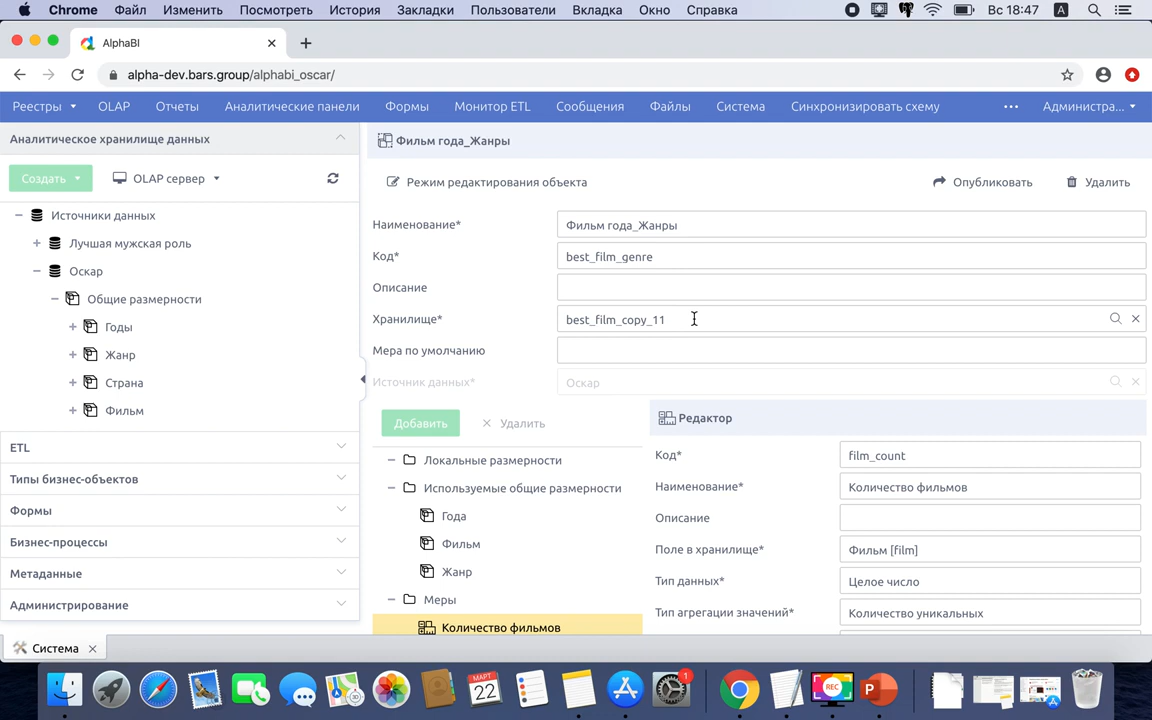 Chrome Файл Изменить Посмотреть История Закладки Пользователи Вкладка Окно Справка Вс 18:47 A
AlphaBI
alpha-dev.bars.group/alphabi_oscar/
Реестры OLAP Отчеты Аналитические панели Формы Монитор ETL Сообщения Файлы Система Синхронизировать схему ... Администра...
Аналитическое хранилище данных
Фильм года_Жанры
Создать OLAP сервер
Режим редактирования объекта Опубликовать Удалить
Источники данных
Лучшая мужская роль
Оскар
Общие размерности
Годы
Жанр
Страна
Фильм
ETL
Типы бизнес-объектов
Формы
Бизнес-процессы
Метаданные
Администрирование
Наименование* Фильм года_Жанры
Код* best_film_genre
Описание
Хранилище* best_film_copy_11
Мера по умолчанию
Источник данных* Оскар
Добавить Удалить
Локальные размерности
Используемые общие размерности
Года
Фильм
Жанр
Меры
Количество фильмов
Редактор
Код* film_count
Наименование* Количество фильмов
Описание
Поле в хранилище* Фильм [film]
Тип данных* Целое число
Тип агрегации значений* Количество уникальных
Система
МАРТ
22
1
REC
P